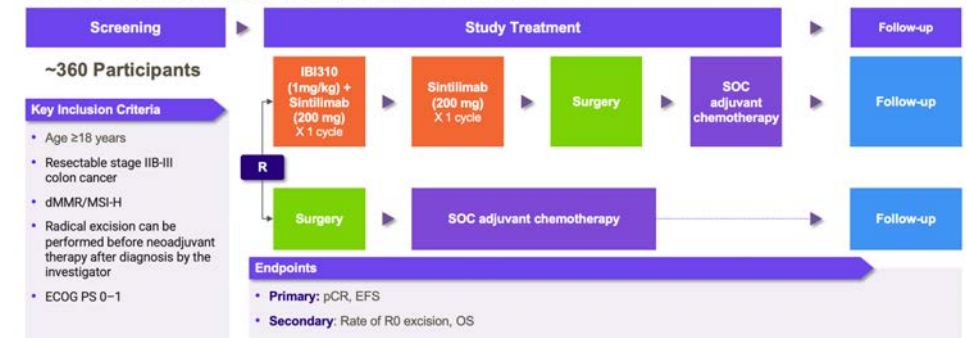 Screening
Study Treatment
Follow-up
~360 Participants
Key Inclusion Criteria
• Age ≥18 years
• Resectable stage IIB-III
colon cancer
• dMMR/MSI-H
• Radical excision can be
performed before neoadjuvant
therapy after diagnosis by the
investigator
• ECOG PS 0–1
R
IBI310
(1mg/kg) +
Sintilimab
(200 mg)
X 1 cycle
Sintilimab
(200 mg)
X 1 cycle
Surgery
SOC
adjuvant
chemotherapy
Follow-up
Surgery
SOC adjuvant chemotherapy
Follow-up
Endpoints
• Primary: pCR, EFS
• Secondary: Rate of R0 excision, OS